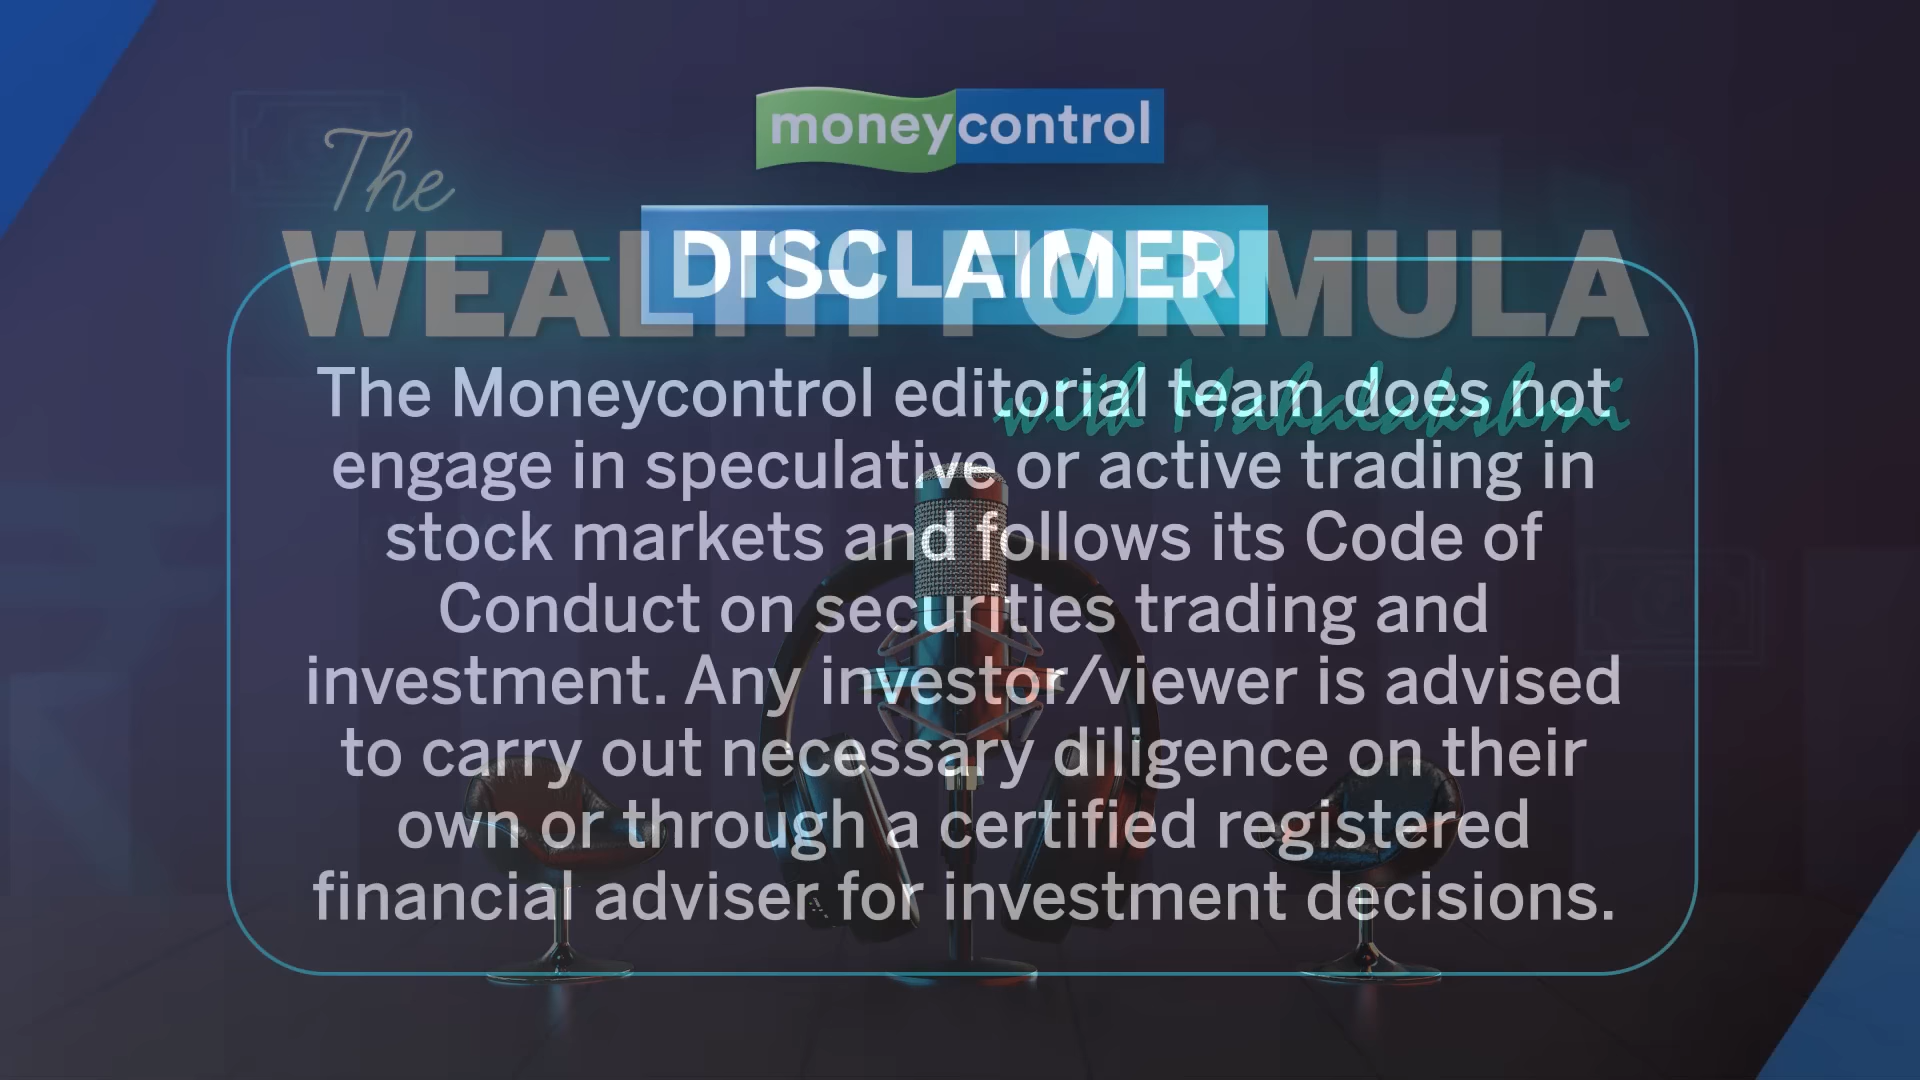 moneycontrol
The
WEALTH FORMULA
with Mahalakshmi
DISCLAIMER
The Moneycontrol editorial team does not
engage in speculative or active trading in
stock markets and follows its Code of
Conduct on securities trading and
investment. Any investor/viewer is advised
to carry out necessary diligence on their
own or through a certified registered
financial adviser for investment decisions.